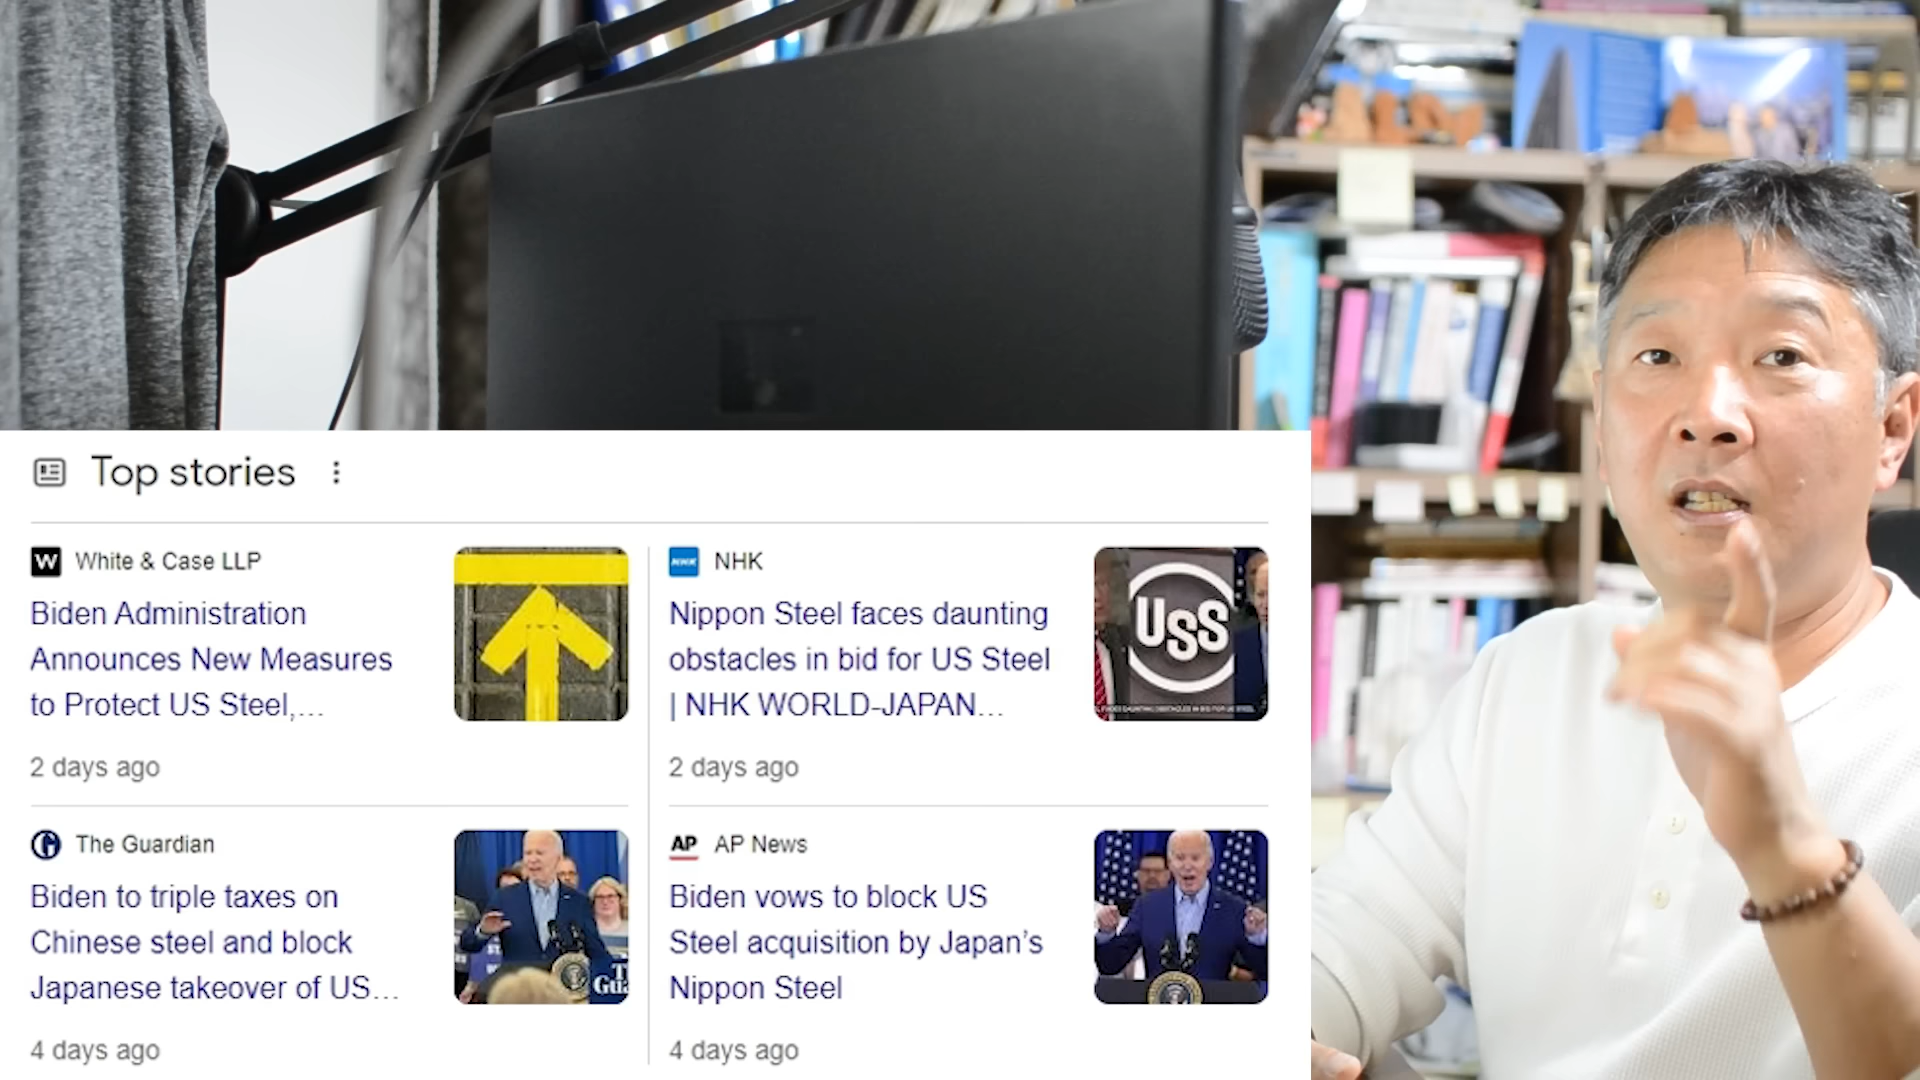 Top stories
White & Case LLP
Biden Administration
Announces New Measures
to Protect US Steel,...
2 days ago
NHK
Nippon Steel faces daunting
obstacles in bid for US Steel
| NHK WORLD-JAPAN...
USS
2 days ago
The Guardian
Biden to triple taxes on
Chinese steel and block
Japanese takeover of US...
4 days ago
AP
AP News
Biden vows to block US
Steel acquisition by Japan's
Nippon Steel
4 days ago